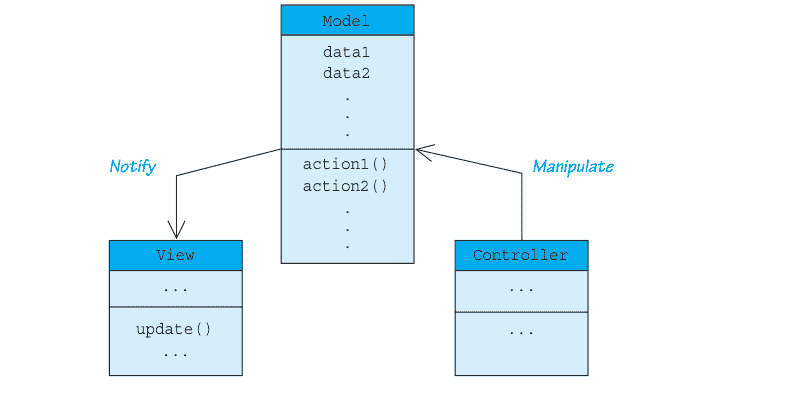 Model
data1
data2
.
.
.
action1()
action2()
.
.
.
Notify
Manipulate
View
...
update()
...
Controller
...
...